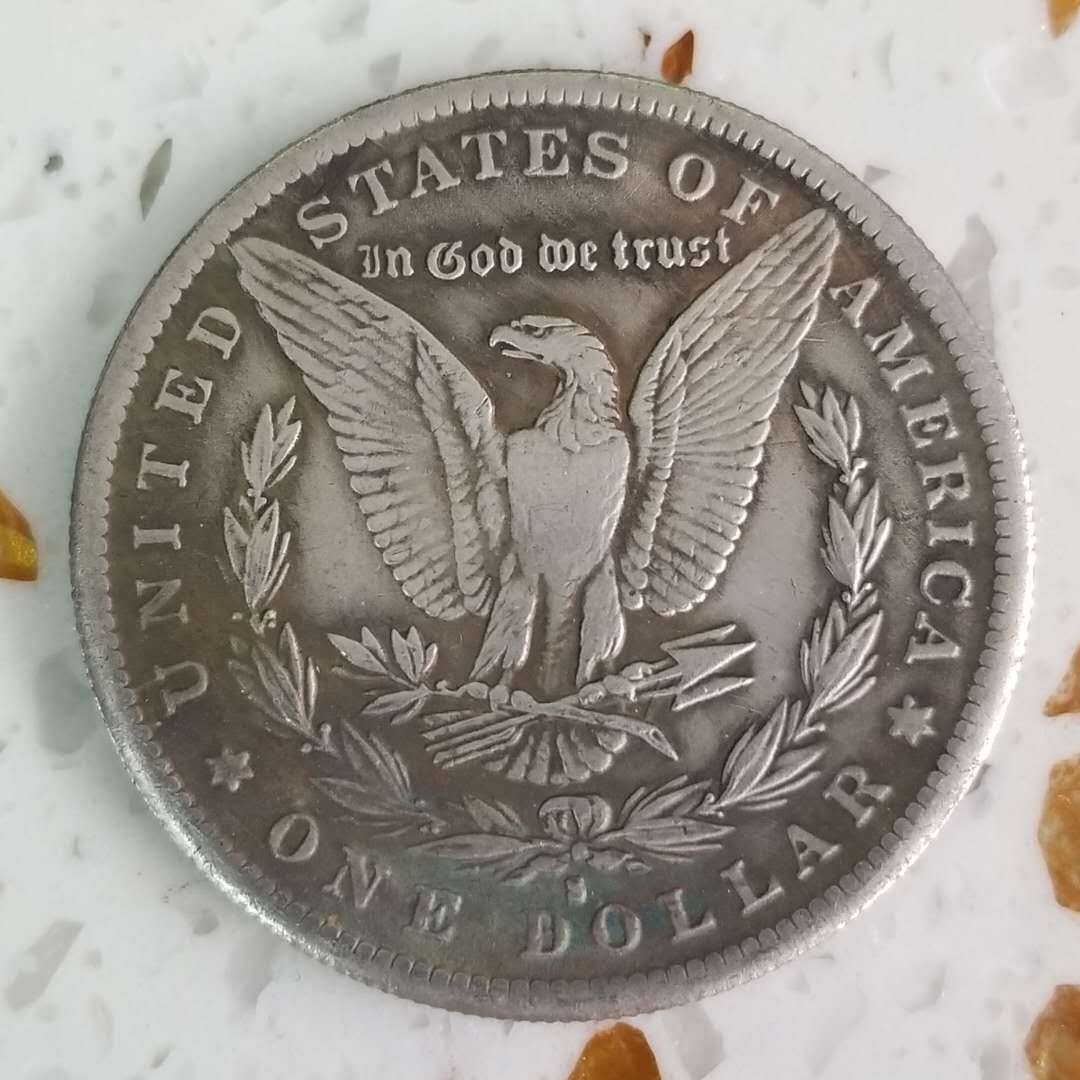 UNITED STATES OF AMERICA
In God we trust
S
ONE DOLLAR